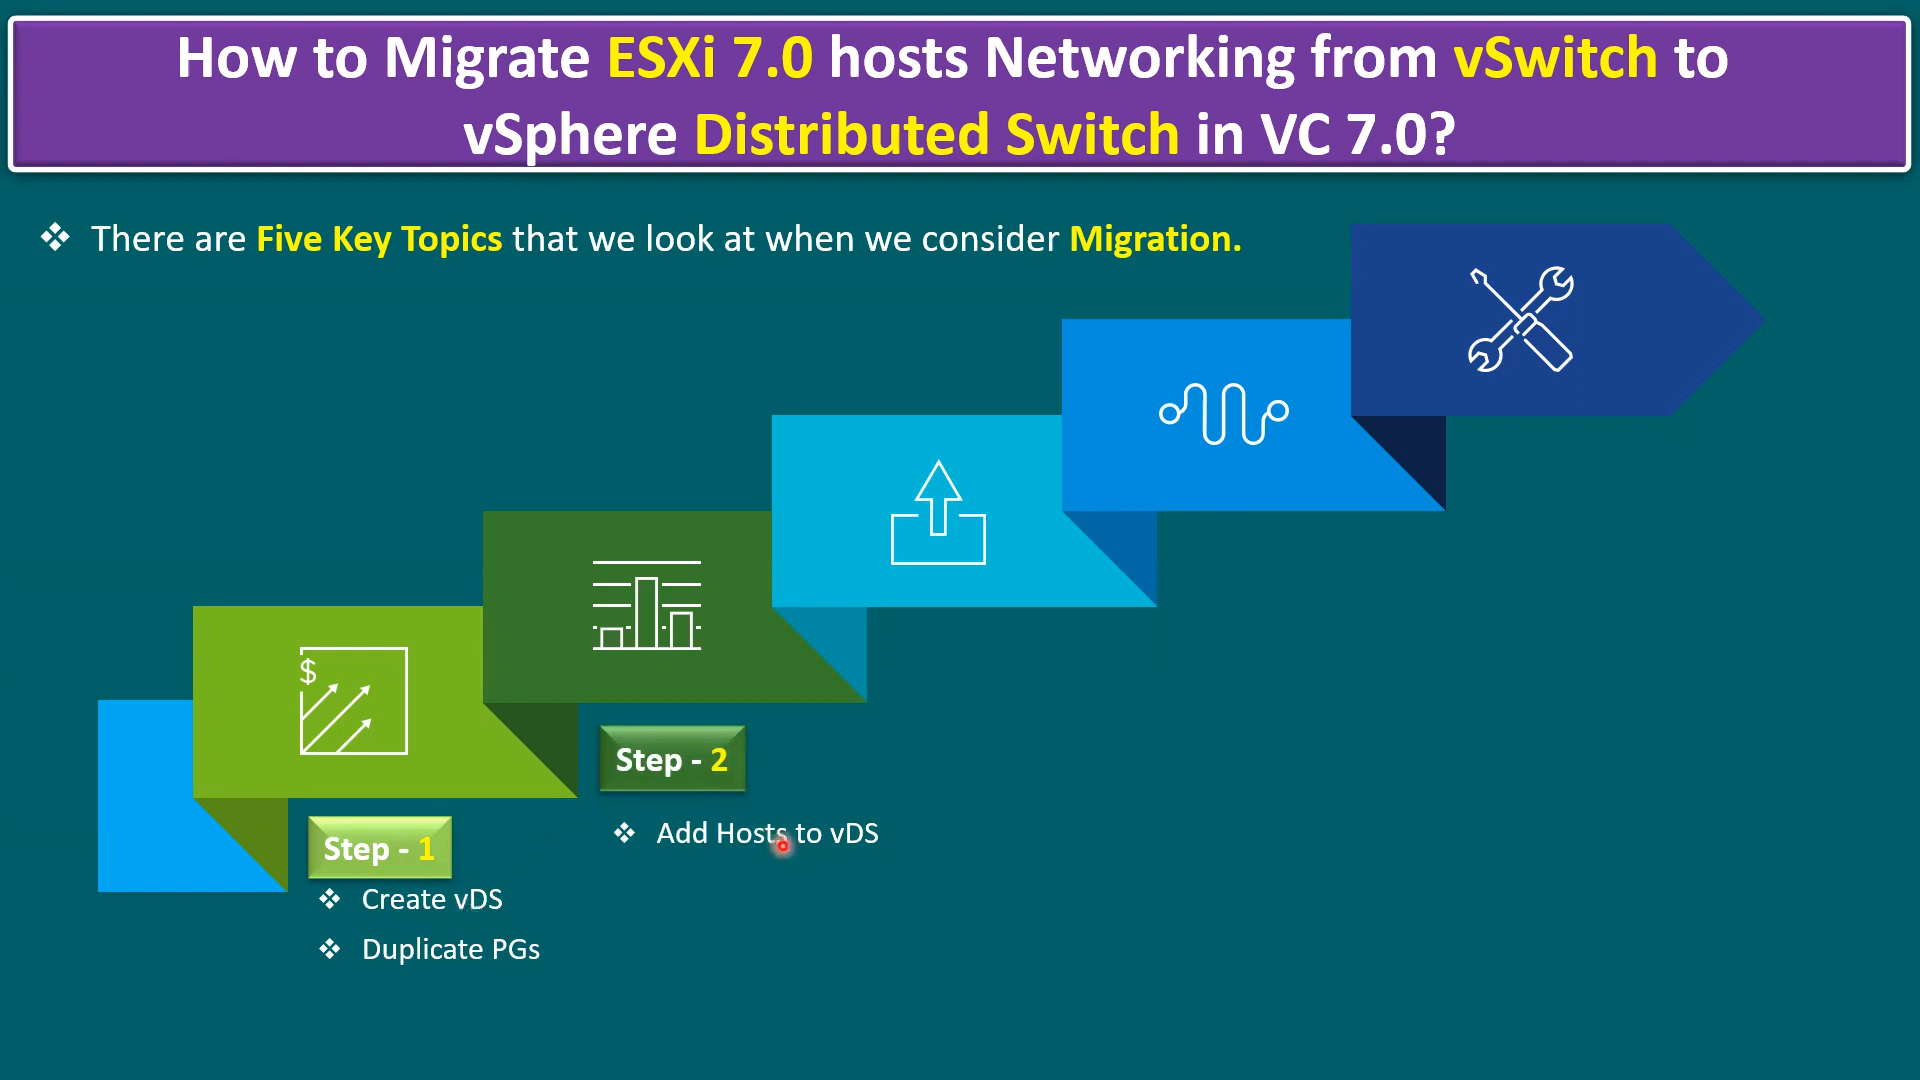 How to Migrate ESXi 7.0 hosts Networking from vSwitch to
vSphere Distributed Switch in VC 7.0?
❖ There are Five Key Topics that we look at when we consider Migration.
$
Step - 1
❖ Create vDS
❖ Duplicate PGs
Step - 2
❖ Add Hosts to vDS